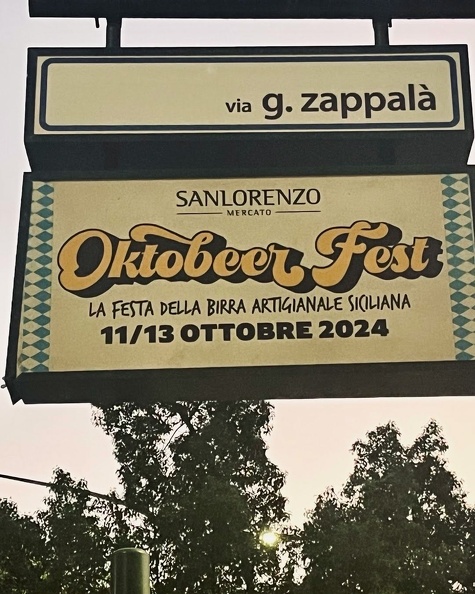 via g. zappalà
SANLORENZO
MERCATO
Oktobeer Fest
LA FESTA DELLA BIRRA ARTIGIANALE SICILIANA
11/13 OTTOBRE 2024